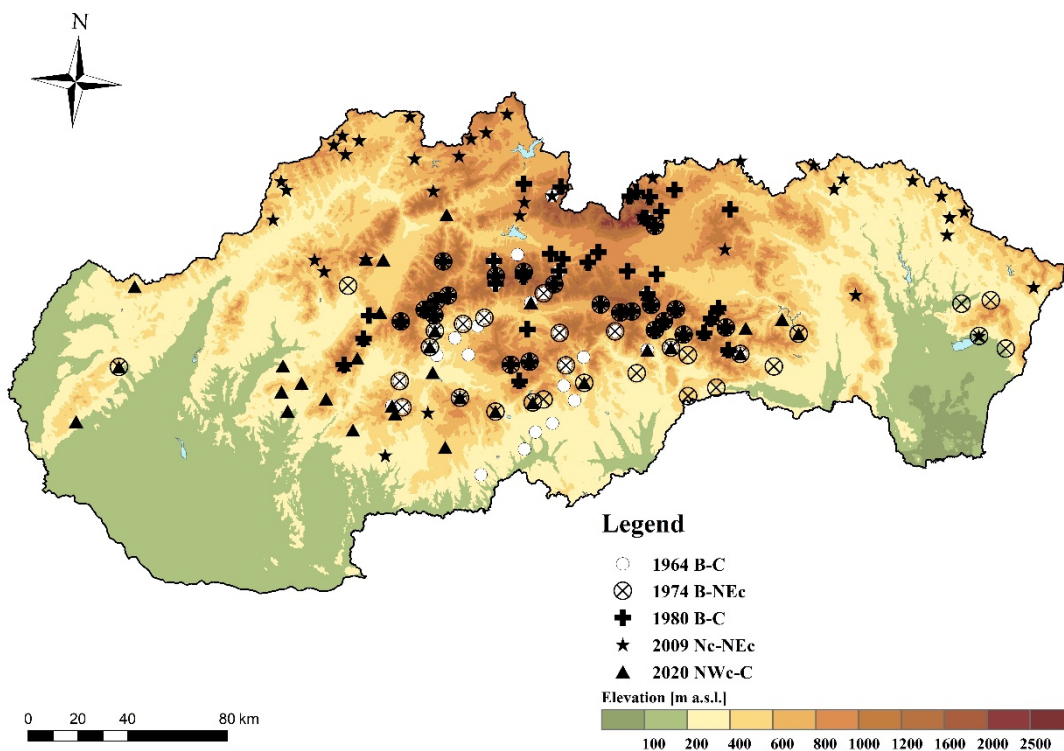 N
Legend
1964 B-C
1974 B-NEc
1980 B-C
2009 Nc-NEc
2020 NWc-C
Elevation [m a.s.l.]
100 200 400 600 800 1000 1200 1600 2000 2500
0 20 40 80 km